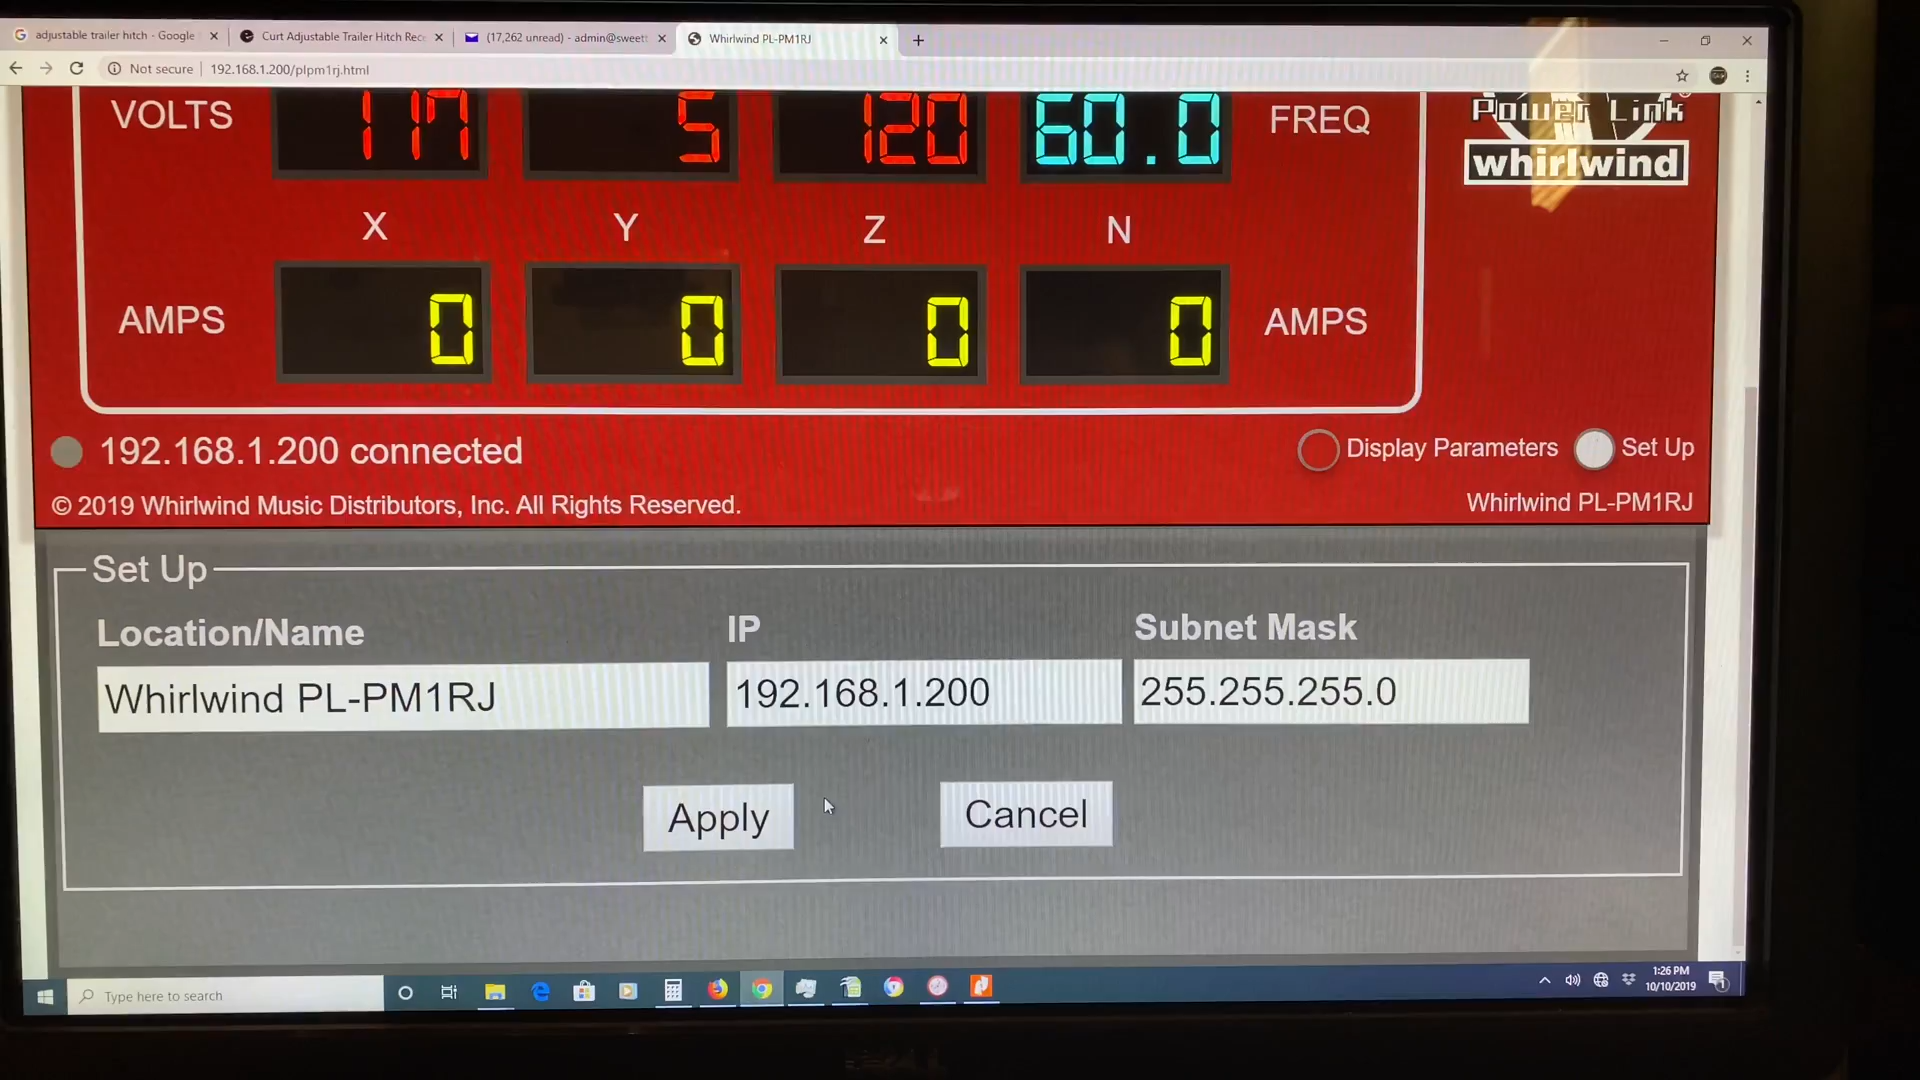 adjustable trailer hitch - Google
Curt Adjustable Trailer Hitch Rec
(17,262 unread) - admin@sweett
Whirlwind PL-PM1RJ
Not secure
192.168.1.200/plpm1rj.html
VOLTS
117
5
120
60.0
FREQ
Power Link
whirlwind
X
Y
Z
N
AMPS
0
0
0
0
AMPS
192.168.1.200 connected
Display Parameters
Set Up
© 2019 Whirlwind Music Distributors, Inc. All Rights Reserved.
Whirlwind PL-PM1RJ
Set Up
Location/Name
IP
Subnet Mask
Whirlwind PL-PM1RJ
192.168.1.200
255.255.255.0
Apply
Cancel
Type here to search
1:26 PM
10/10/2019